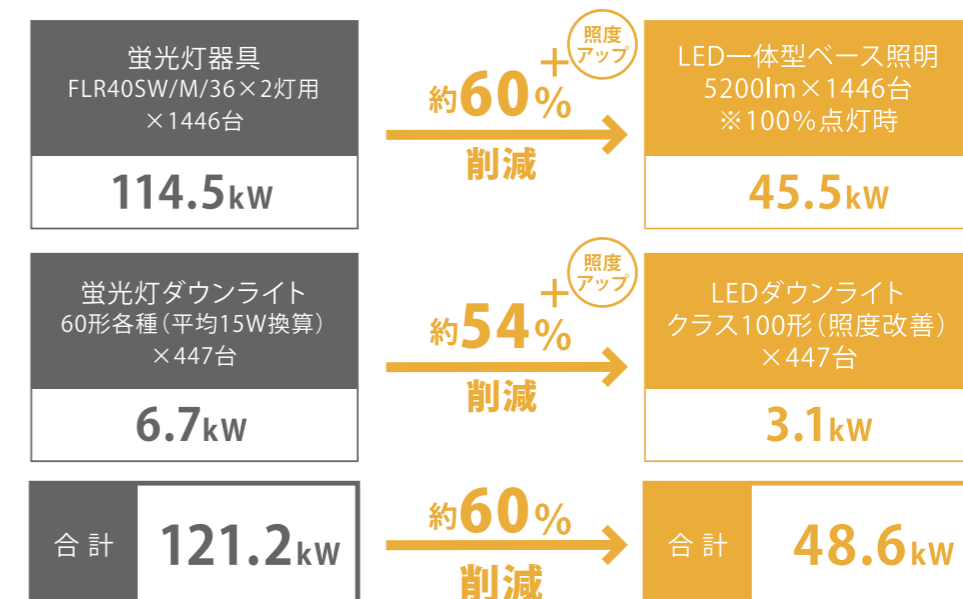 蛍光灯器具
FLR40SW/M/36×2灯用
×1446台
114.5kW
照度
アップ
+
約60%
削減
LED一体型ベース照明
5200lm×1446台
※100%点灯時
45.5kW
蛍光灯ダウンライト
60形各種（平均15W換算）
×447台
6.7kW
照度
アップ
+
約54%
削減
LEDダウンライト
クラス100形（照度改善）
×447台
3.1kW
合計 121.2kW
約60%
削減
合計 48.6kW